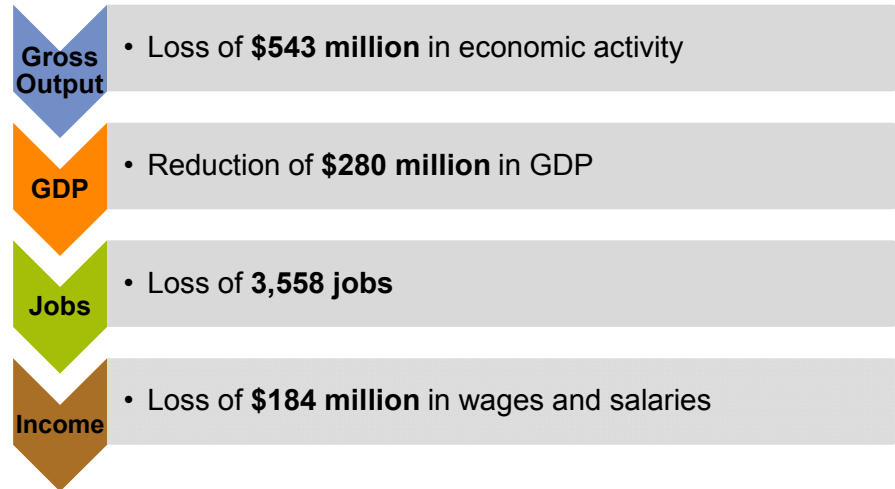 Gross
Output
• Loss of $543 million in economic activity
GDP
• Reduction of $280 million in GDP
Jobs
• Loss of 3,558 jobs
Income
• Loss of $184 million in wages and salaries